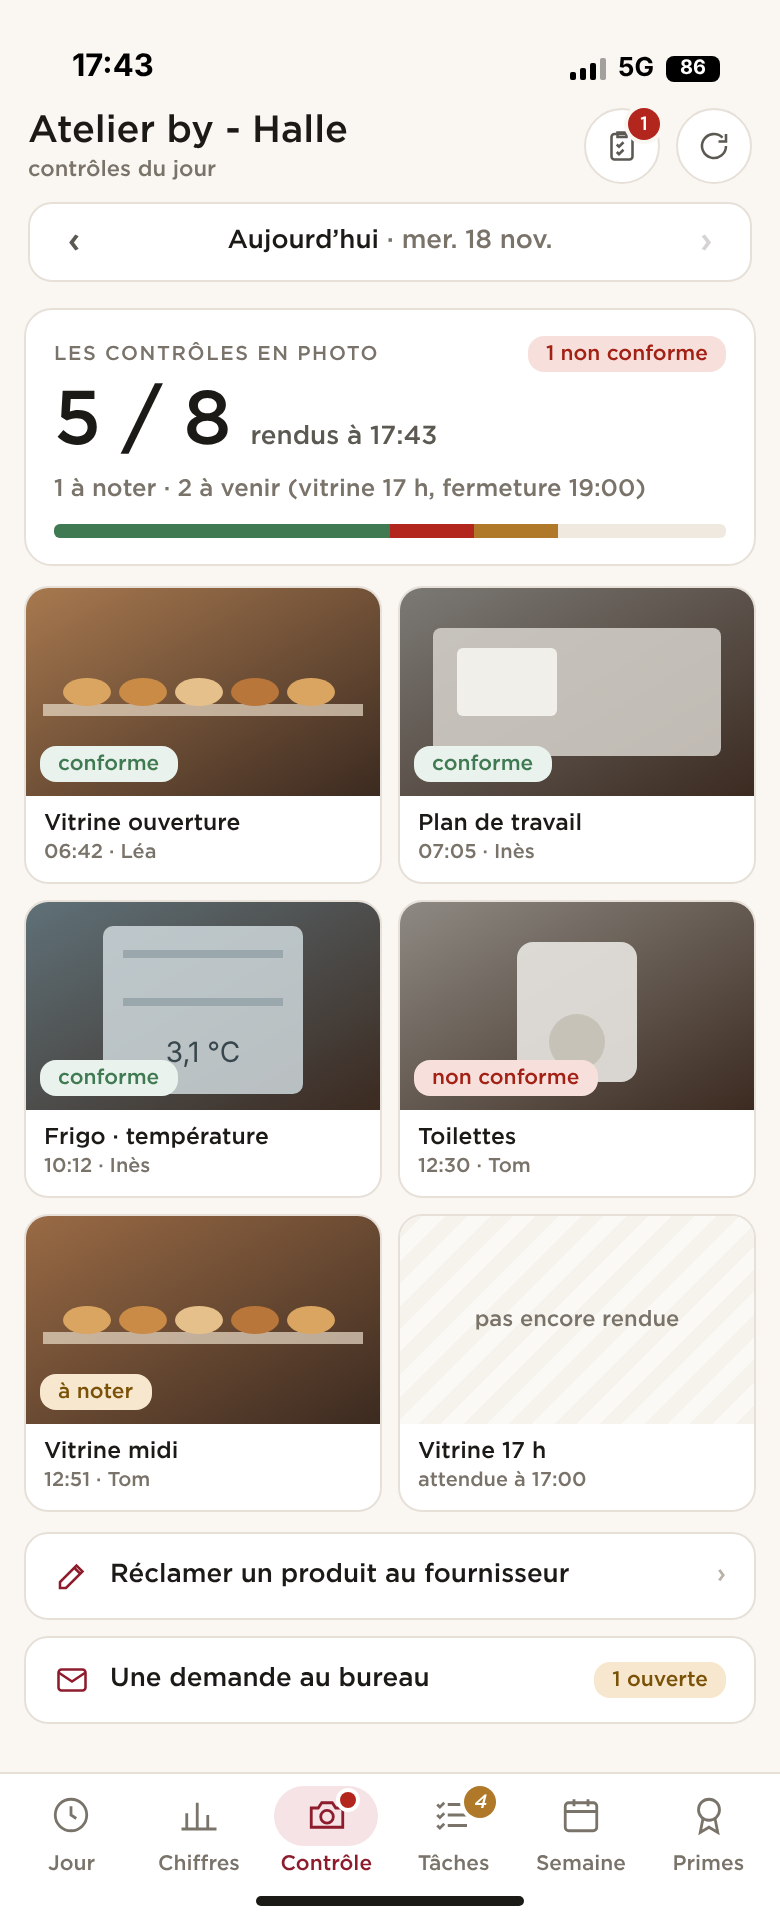 17:43
5G 86
Atelier by - Halle
1
contrôles du jour
‹ Aujourd’hui · mer. 18 nov. ›
LES CONTRÔLES EN PHOTO
1 non conforme
5 / 8 rendus à 17:43
1 à noter · 2 à venir (vitrine 17 h, fermeture 19:00)
conforme
Vitrine ouverture
06:42 · Léa
conforme
Plan de travail
07:05 · Inès
3,1 °C
conforme
Frigo · température
10:12 · Inès
non conforme
Toilettes
12:30 · Tom
à noter
Vitrine midi
12:51 · Tom
pas encore rendue
Vitrine 17 h
attendue à 17:00
Réclamer un produit au fournisseur ›
Une demande au bureau
1 ouverte
4
Jour
Chiffres
Contrôle
Tâches
Semaine
Primes